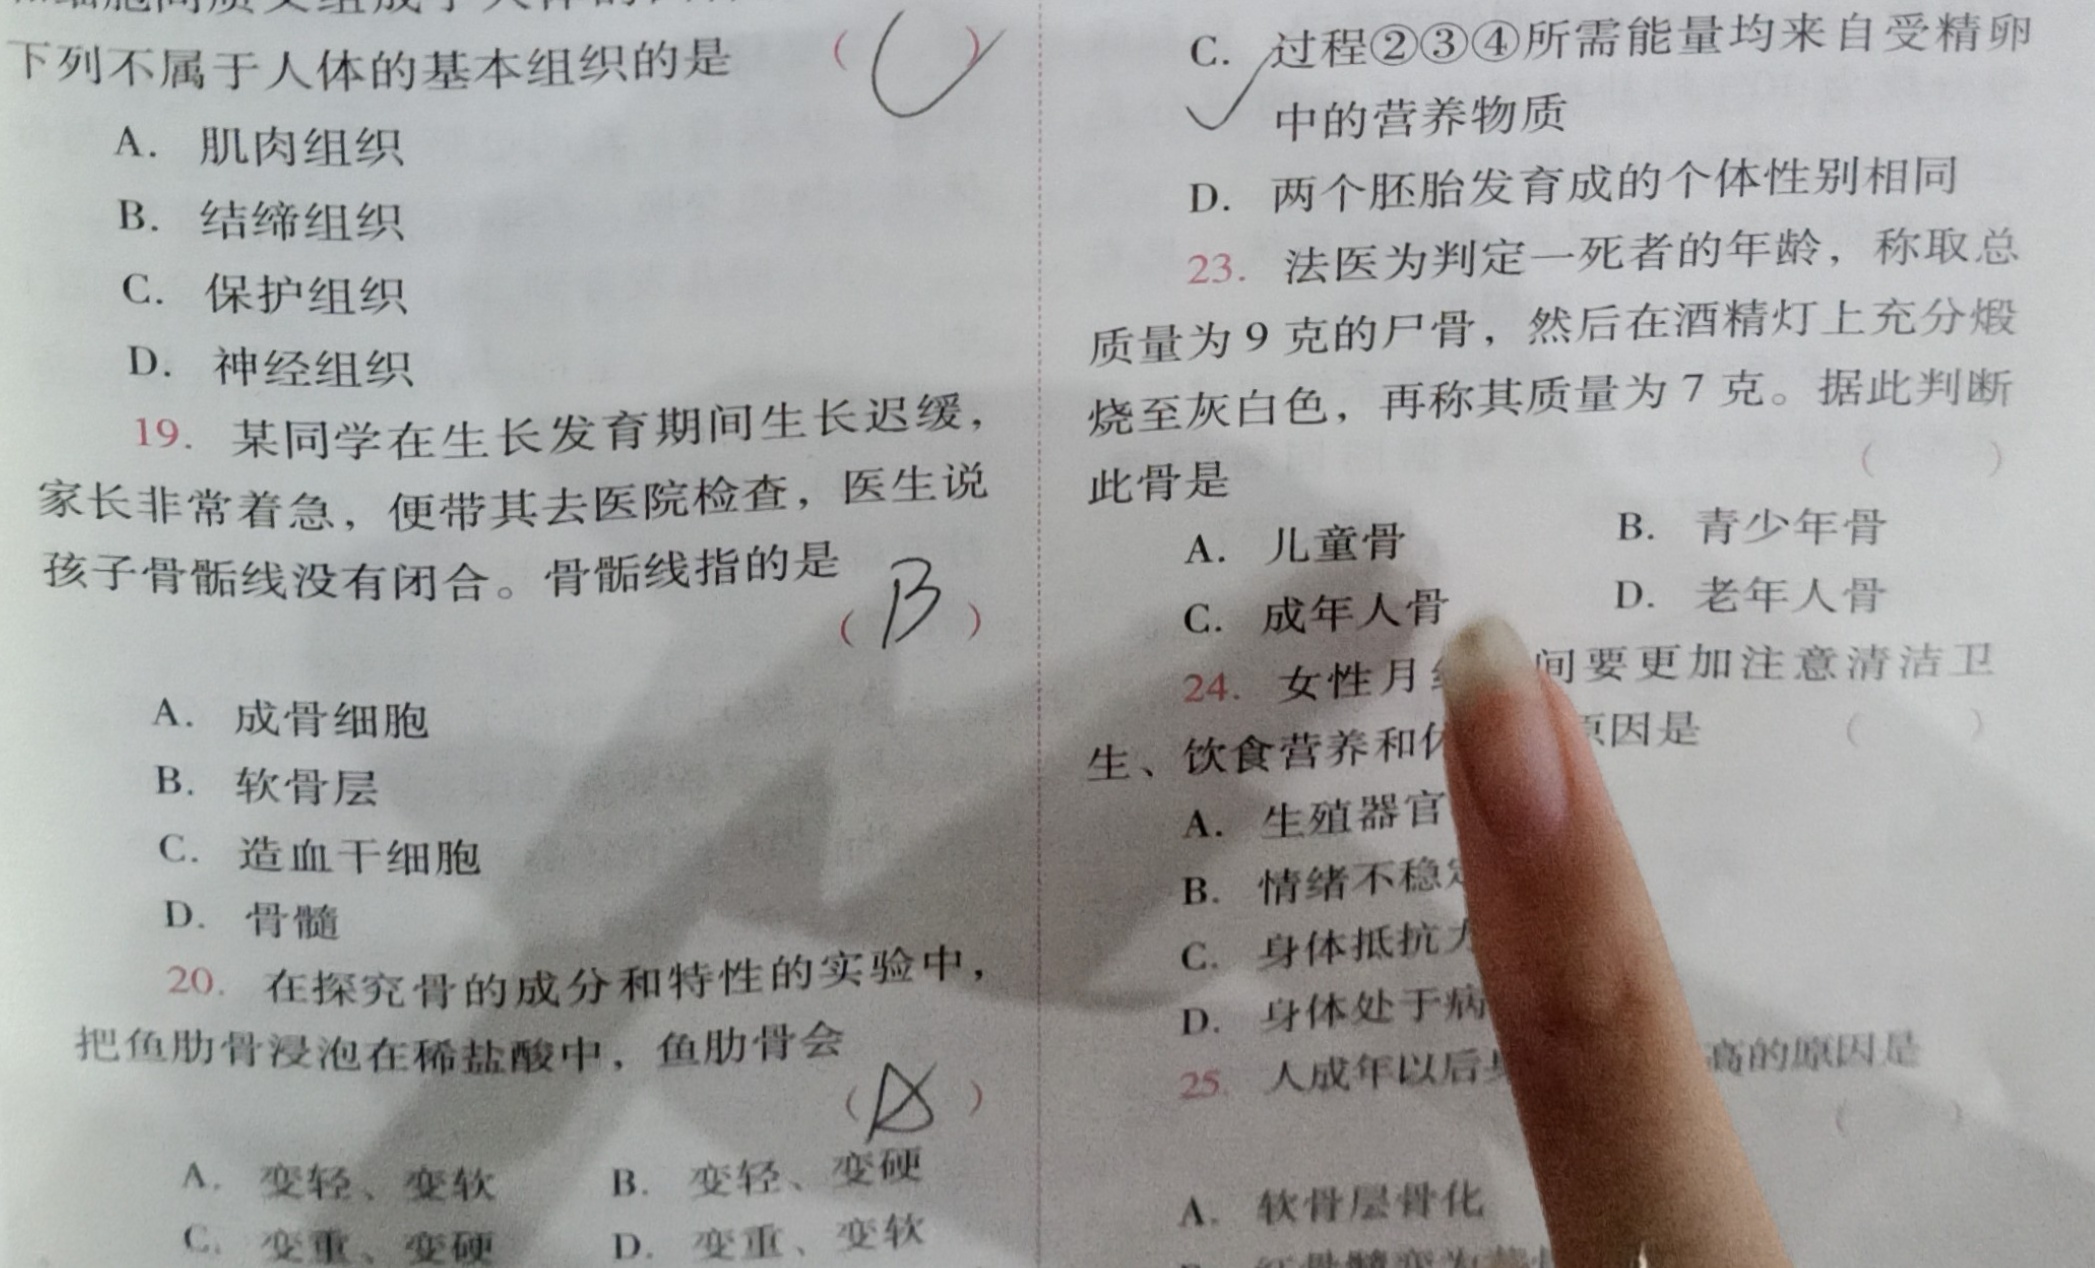 下列不属于人体的基本组织的是 ( C )
A. 肌肉组织
B. 结缔组织
C. 保护组织
D. 神经组织
19. 某同学在生长发育期间生长迟缓，
家长非常着急，便带其去医院检查，医生说
孩子骨骺线没有闭合。骨骺线指的是
( B )
A. 成骨细胞
B. 软骨层
C. 造血干细胞
D. 骨髓
20. 在探究骨的成分和特性的实验中，
把鱼肋骨浸泡在稀盐酸中，鱼肋骨会
( A )
A. 变轻、变软 B. 变轻、变硬
C. 变重、变硬 D. 变重、变软
C. 过程②③④所需能量均来自受精卵
中的营养物质
D. 两个胚胎发育成的个体性别相同
23. 法医为判定一死者的年龄，称取总
质量为9克的尸骨，然后在酒精灯上充分煅
烧至灰白色，再称其质量为7克。据此判断
此骨是 ( )
A. 儿童骨 B. 青少年骨
C. 成年人骨 D. 老年人骨
24. 女性月 间要更加注意清洁卫
生、饮食营养和 原因是 ( )
A. 生殖器官
B. 情绪不稳
C. 身体抵抗
D. 身体处于病
25. 人成年以后 高的原因是
( )
A. 软骨层骨化